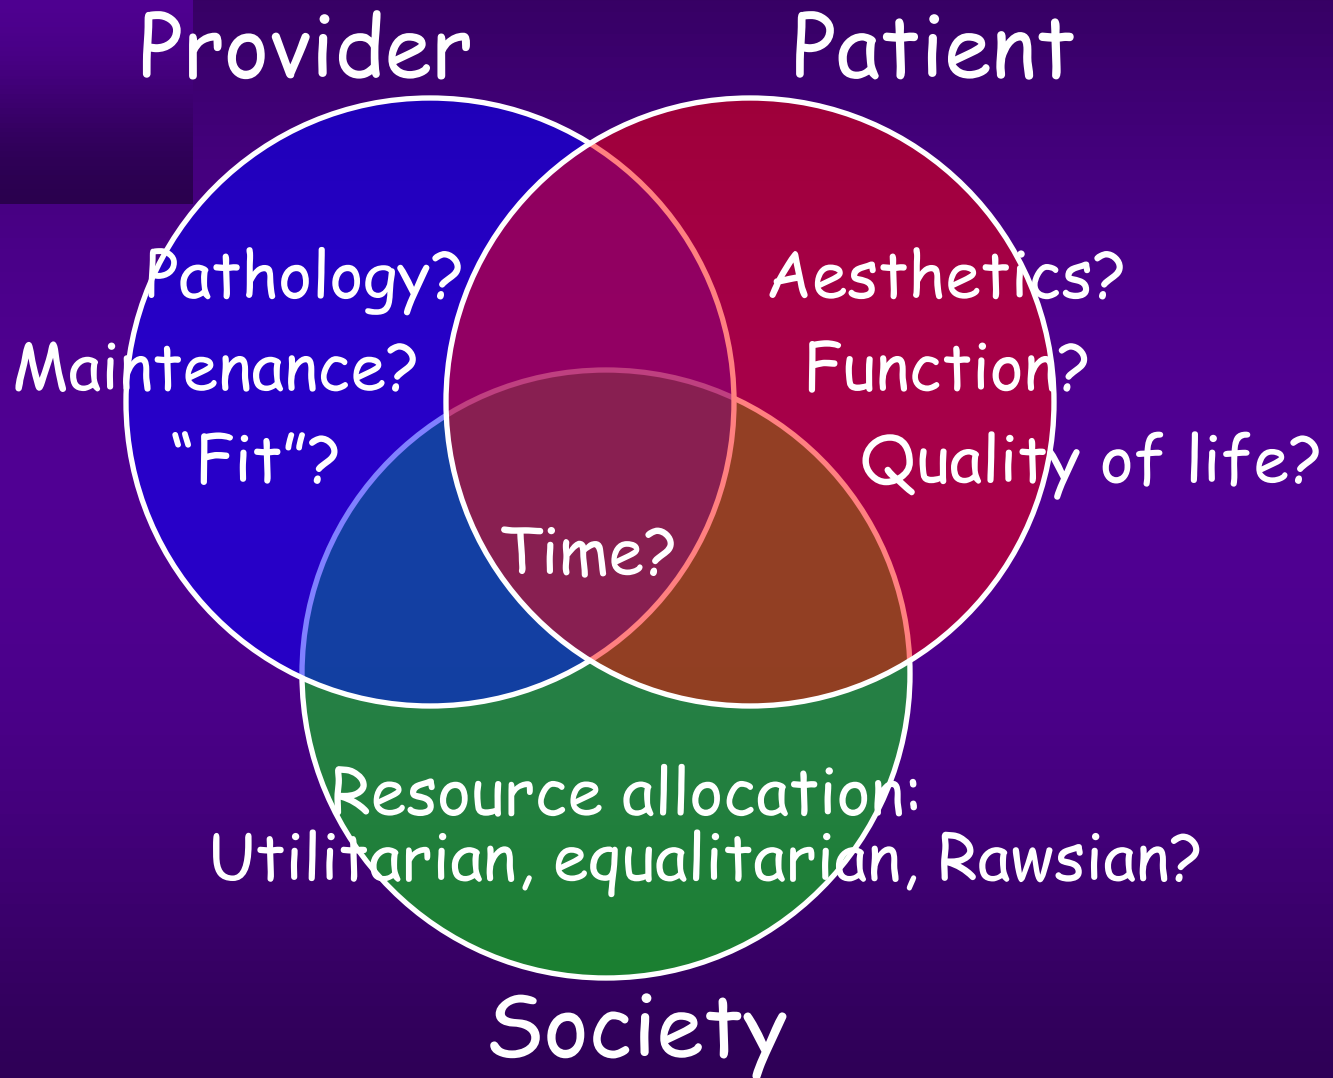 Provider
Patient
Pathology?
Aesthetics?
Maintenance?
Function?
“Fit”?
Quality of life?
Time?
Resource allocation:
Utilitarian, equalitarian, Rawsian?
Society